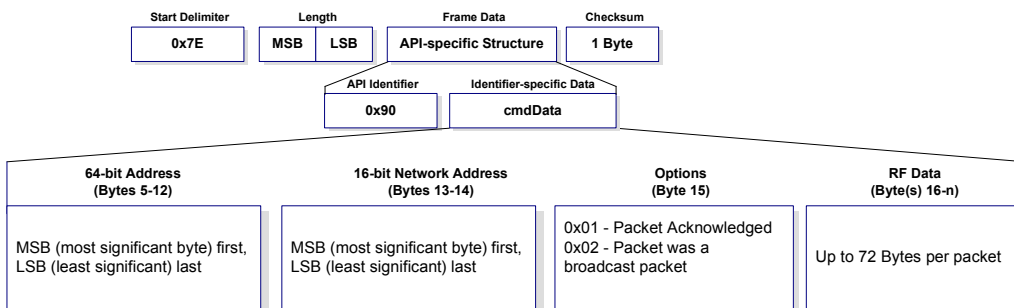 Start Delimiter
Length
Frame Data
Checksum
0x7E
MSB
LSB
API-specific Structure
1 Byte
API Identifier
Identifier-specific Data
0x90
cmdData
64-bit Address
(Bytes 5-12)
16-bit Network Address
(Bytes 13-14)
Options
(Byte 15)
RF Data
(Byte(s) 16-n)
MSB (most significant byte) first,
LSB (least significant) last
MSB (most significant byte) first,
LSB (least significant) last
0x01 - Packet Acknowledged
0x02 - Packet was a
broadcast packet
Up to 72 Bytes per packet